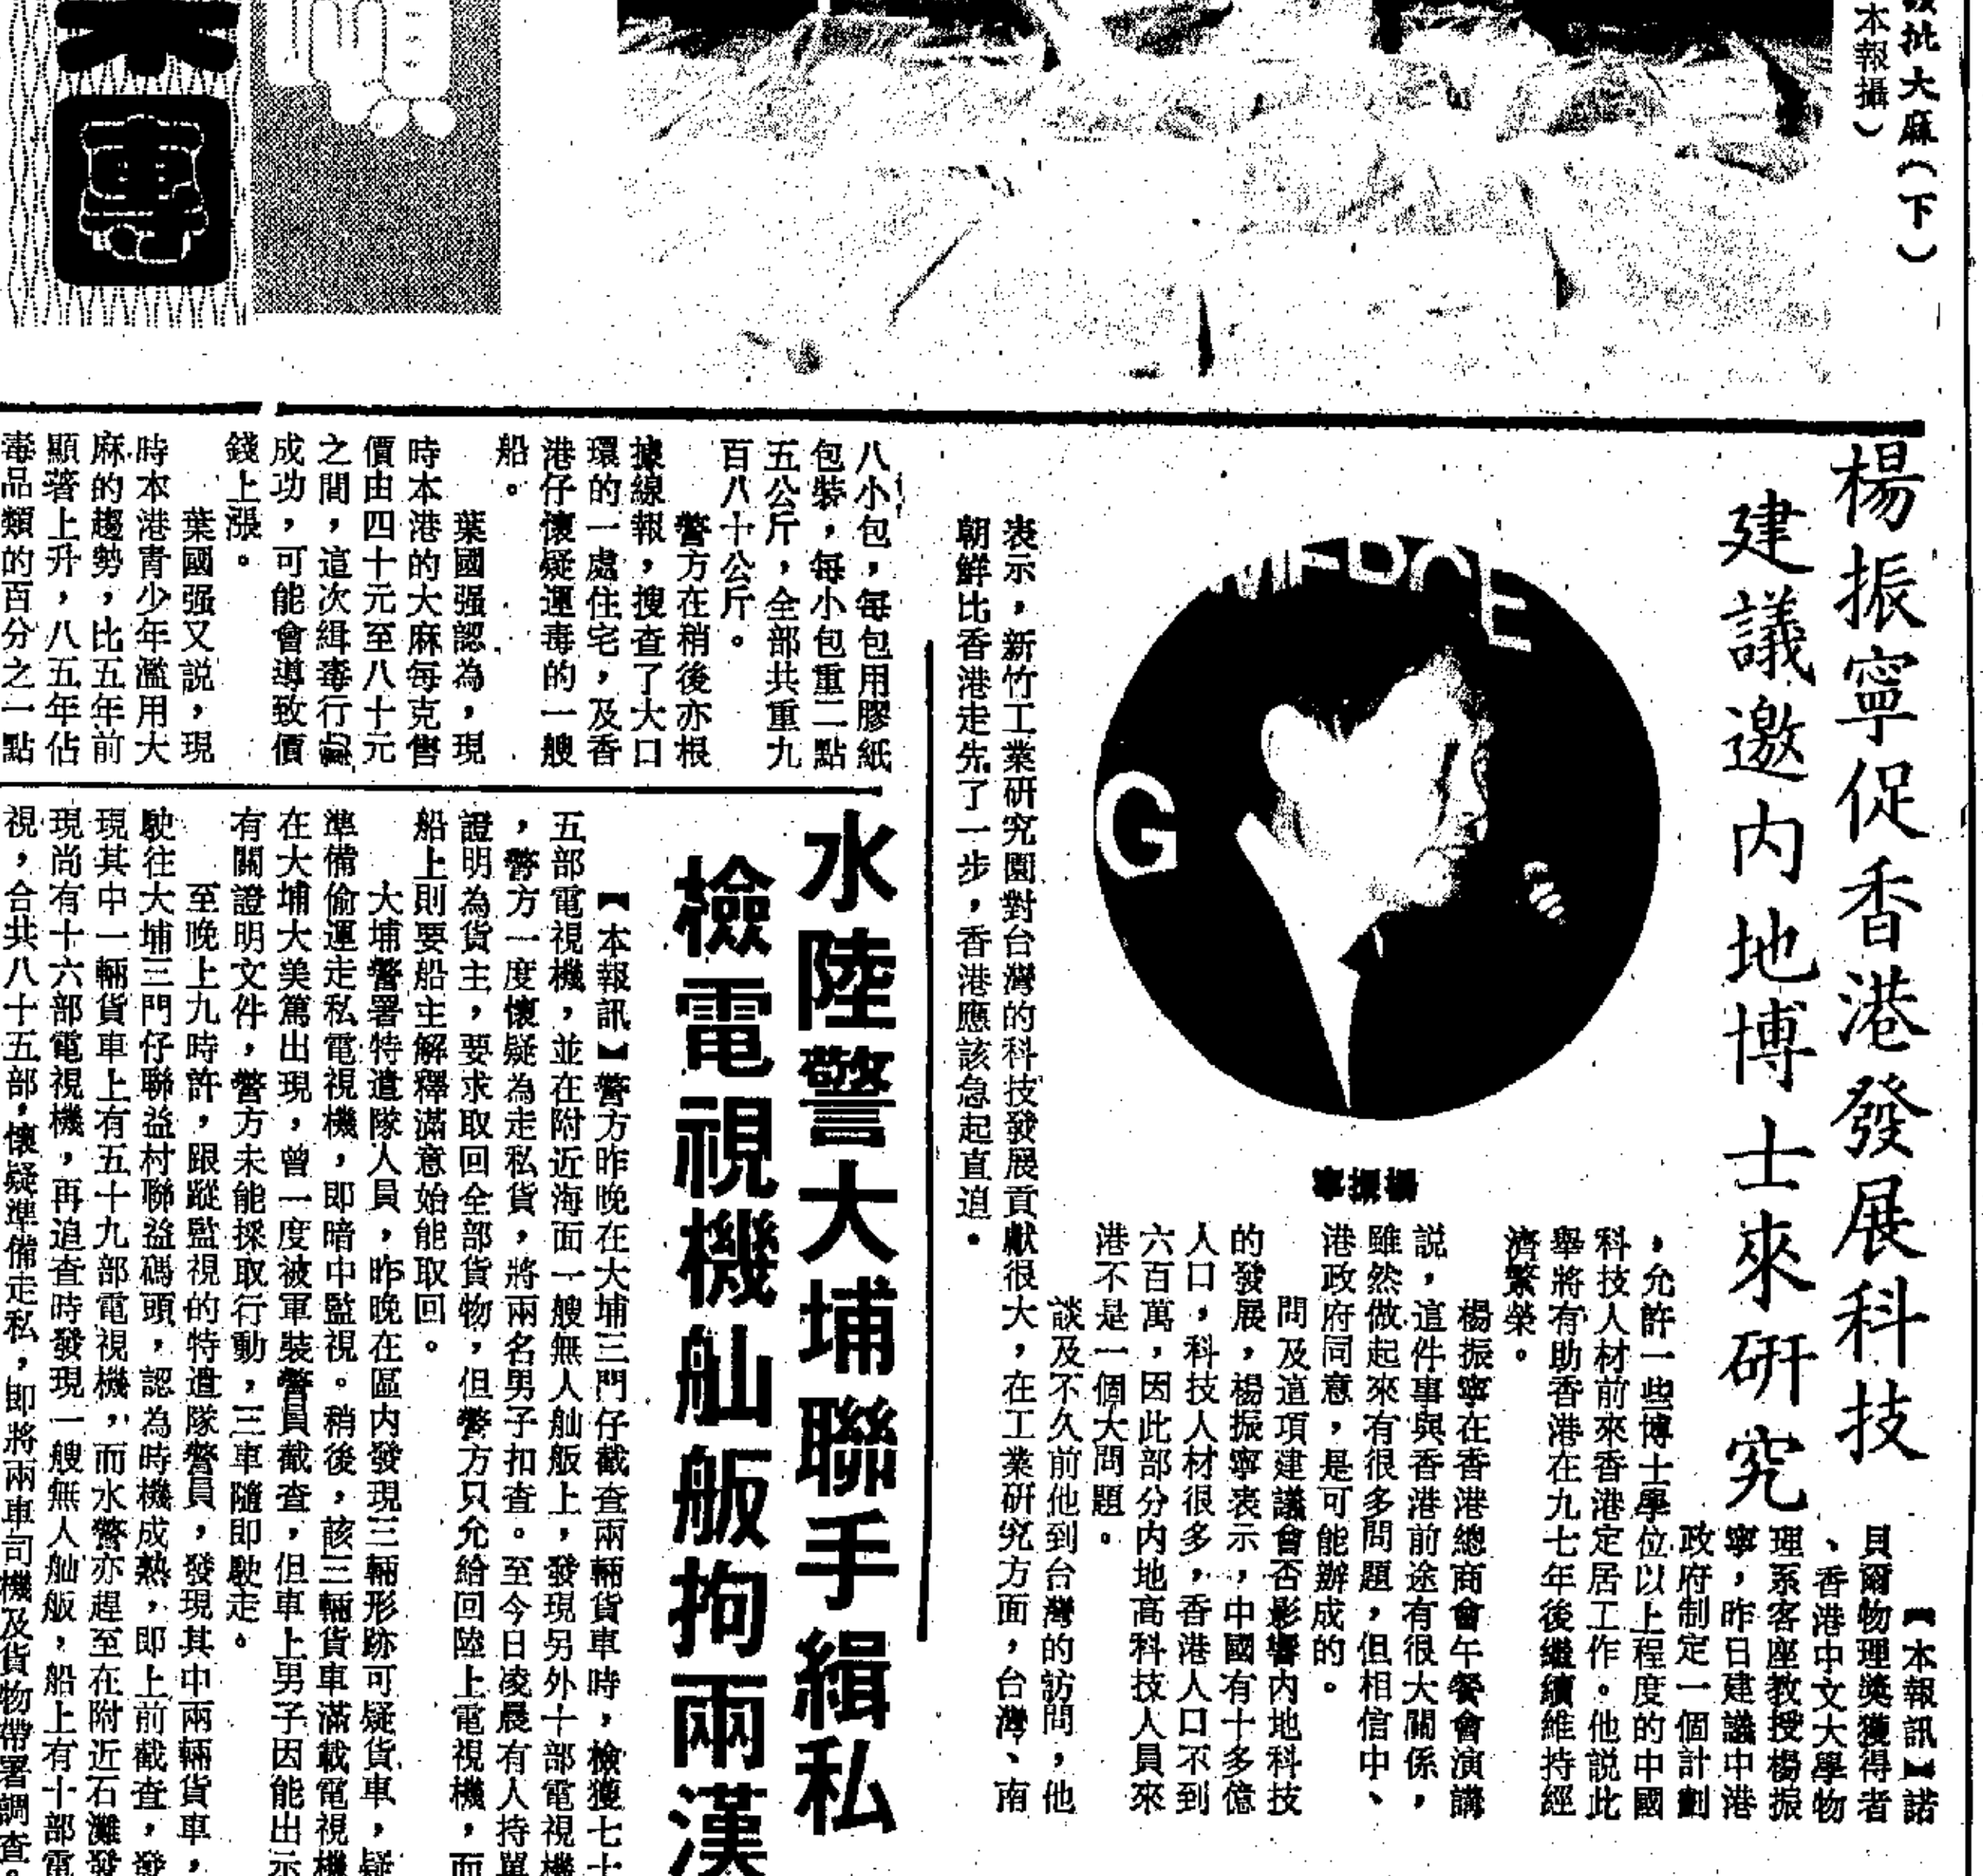 該批大麻（下）
本報攝）
楊振寧促香港發展科技
建議邀內地博士來研究
【本報訊】諾
貝爾物理獎獲得者
、香港中文大學物
理系客座教授楊振
寧，昨日建議中港
政府制定一個計劃
，允許一些博士學位以上程度的中國
科技人材前來香港定居工作。他説此
舉將有助香港在九七年後繼續維持經
濟繁榮。
楊振寧在香港總商會午餐會演講
説，這件事與香港前途有很大關係，
雖然做起來有很多問題，但相信中、
港政府同意，是可能辦成的。
問及這項建議會否影響內地科技
的發展，楊振寧表示，中國有十多億
人口，科技人材很多，香港人口不到
六百萬，因此部分內地高科技人員來
港不是一個大問題。
談及不久前他到台灣的訪問，他
表示，新竹工業研究園對台灣的科技發展貢獻很大，在工業研究方面，台灣、南
朝鮮比香港走先了一步，香港應該急起直追。
楊振寧
G
八小包，每包用膠紙
包裝，每小包重二點
五公斤，全部共重九
百八十公斤。
警方在稍後亦根
據線報，搜查了大口
環的一處住宅，及香
港仔懷疑運毒的一艘
船。
葉國强認為，現
時本港的大麻每克售
價由四十元至八十元
之間，這次緝毒行動
成功，可能會導致價
錢上漲。
葉國强又説，現
時本港青少年濫用大
麻的趨勢，比五年前
顯著上升，八五年佔
毒品類的百分之一點
水陸警大埔聯手緝私
檢電視機舢舨拘兩漢
【本報訊】警方昨晚在大埔三門仔截查兩輛貨車時，檢獲七十
五部電視機，並在附近海面一艘無人舢舨上，發現另外十部電視機
，警方一度懷疑為走私貨，將兩名男子扣查。至今日凌晨有人持單
證明為貨主，要求取回全部貨物，但警方只允給回陸上電視機，而
船上則要船主解釋滿意始能取回。
大埔警署特遣隊人員，昨晚在區內發現三輛形跡可疑貨車，疑
準備偷運走私電視機，即暗中監視。稍後，該三輛貨車滿載電視機
在大埔大美篤出現，曾一度被軍裝警員截查，但車上男子因能出示
有關證明文件，警方未能採取行動，三車隨即駛走。
至晚上九時許，跟蹤監視的特遣隊警員，發現其中兩輛貨車，
駛往大埔三門仔聯益村聯益碼頭，認為時機成熟，即上前截查，發
現其中一輛貨車上有五十九部電視機，而水警亦趕至在附近石灘發
現尚有十六部電視機，再追查時發現一艘無人舢舨，船上有十部電
視，合共八十五部，懷疑準備走私，即將兩車司機及貨物帶署調查。